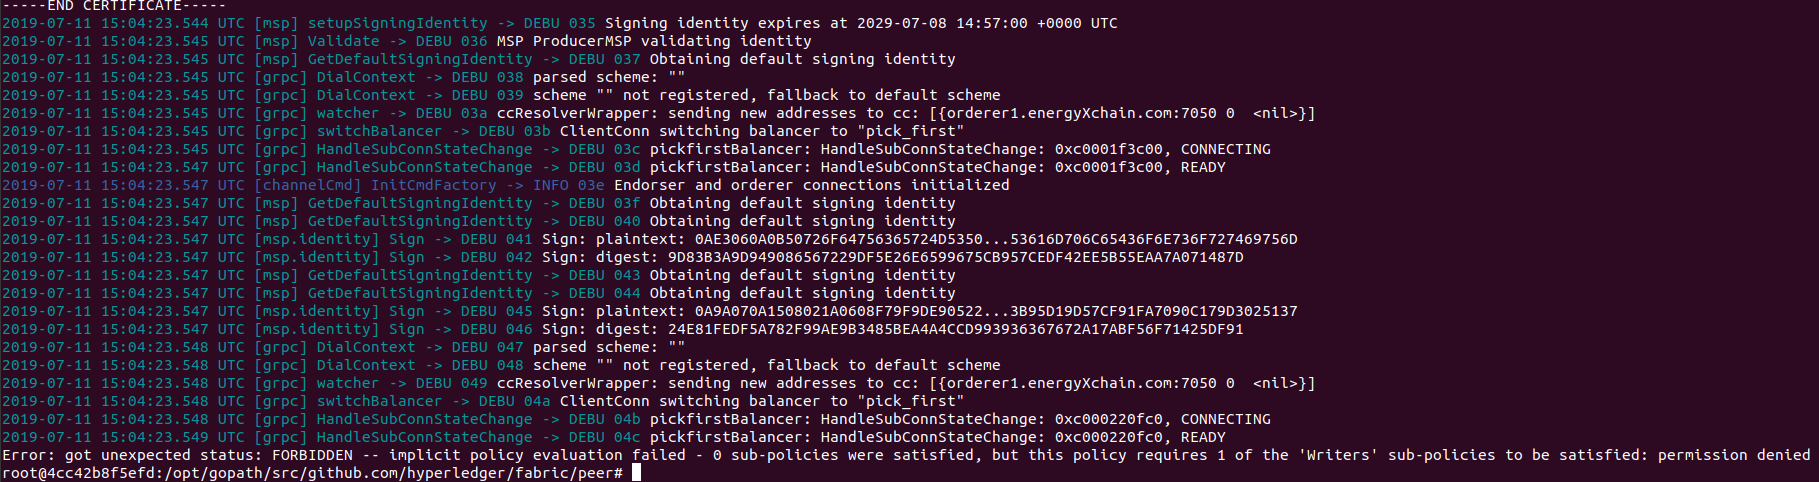 -----END CERTIFICATE-----
2019-07-11 15:04:23.544 UTC [msp] setupSigningIdentity -> DEBU 035 Signing identity expires at 2029-07-08 14:57:00 +0000 UTC
2019-07-11 15:04:23.545 UTC [msp] Validate -> DEBU 036 MSP ProducerMSP validating identity
2019-07-11 15:04:23.545 UTC [msp] GetDefaultSigningIdentity -> DEBU 037 Obtaining default signing identity
2019-07-11 15:04:23.545 UTC [grpc] DialContext -> DEBU 038 parsed scheme: ""
2019-07-11 15:04:23.545 UTC [grpc] DialContext -> DEBU 039 scheme "" not registered, fallback to default scheme
2019-07-11 15:04:23.545 UTC [grpc] watcher -> DEBU 03a ccResolverWrapper: sending new addresses to cc: [{orderer1.energyXchain.com:7050 0  <nil>}]
2019-07-11 15:04:23.545 UTC [grpc] switchBalancer -> DEBU 03b ClientConn switching balancer to "pick_first"
2019-07-11 15:04:23.545 UTC [grpc] HandleSubConnStateChange -> DEBU 03c pickfirstBalancer: HandleSubConnStateChange: 0xc0001f3c00, CONNECTING
2019-07-11 15:04:23.547 UTC [grpc] HandleSubConnStateChange -> DEBU 03d pickfirstBalancer: HandleSubConnStateChange: 0xc0001f3c00, READY
2019-07-11 15:04:23.547 UTC [channelCmd] InitCmdFactory -> INFO 03e Endorser and orderer connections initialized
2019-07-11 15:04:23.547 UTC [msp] GetDefaultSigningIdentity -> DEBU 03f Obtaining default signing identity
2019-07-11 15:04:23.547 UTC [msp] GetDefaultSigningIdentity -> DEBU 040 Obtaining default signing identity
2019-07-11 15:04:23.547 UTC [msp.identity] Sign -> DEBU 041 Sign: plaintext: 0AE3060A0B50726F64756365724D5350...53616D706C65436F6E736F727469756D
2019-07-11 15:04:23.547 UTC [msp.identity] Sign -> DEBU 042 Sign: digest: 9D83B3A9D949086567229DF5E26E6599675CB957CEDF42EE5B55EAA7A071487D
2019-07-11 15:04:23.547 UTC [msp] GetDefaultSigningIdentity -> DEBU 043 Obtaining default signing identity
2019-07-11 15:04:23.547 UTC [msp] GetDefaultSigningIdentity -> DEBU 044 Obtaining default signing identity
2019-07-11 15:04:23.547 UTC [msp.identity] Sign -> DEBU 045 Sign: plaintext: 0A9A070A1508021A0608F79F9DE90522...3B95D19D57CF91FA7090C179D3025137
2019-07-11 15:04:23.547 UTC [msp.identity] Sign -> DEBU 046 Sign: digest: 24E81FEDF5A782F99AE9B3485BEA4A4CCD993936367672A17ABF56F71425DF91
2019-07-11 15:04:23.548 UTC [grpc] DialContext -> DEBU 047 parsed scheme: ""
2019-07-11 15:04:23.548 UTC [grpc] DialContext -> DEBU 048 scheme "" not registered, fallback to default scheme
2019-07-11 15:04:23.548 UTC [grpc] watcher -> DEBU 049 ccResolverWrapper: sending new addresses to cc: [{orderer1.energyXchain.com:7050 0  <nil>}]
2019-07-11 15:04:23.548 UTC [grpc] switchBalancer -> DEBU 04a ClientConn switching balancer to "pick_first"
2019-07-11 15:04:23.548 UTC [grpc] HandleSubConnStateChange -> DEBU 04b pickfirstBalancer: HandleSubConnStateChange: 0xc000220fc0, CONNECTING
2019-07-11 15:04:23.549 UTC [grpc] HandleSubConnStateChange -> DEBU 04c pickfirstBalancer: HandleSubConnStateChange: 0xc000220fc0, READY
Error: got unexpected status: FORBIDDEN -- implicit policy evaluation failed - 0 sub-policies were satisfied, but this policy requires 1 of the 'Writers' sub-policies to be satisfied: permission denied
root@4cc42b8f5efd:/opt/gopath/src/github.com/hyperledger/fabric/peer#